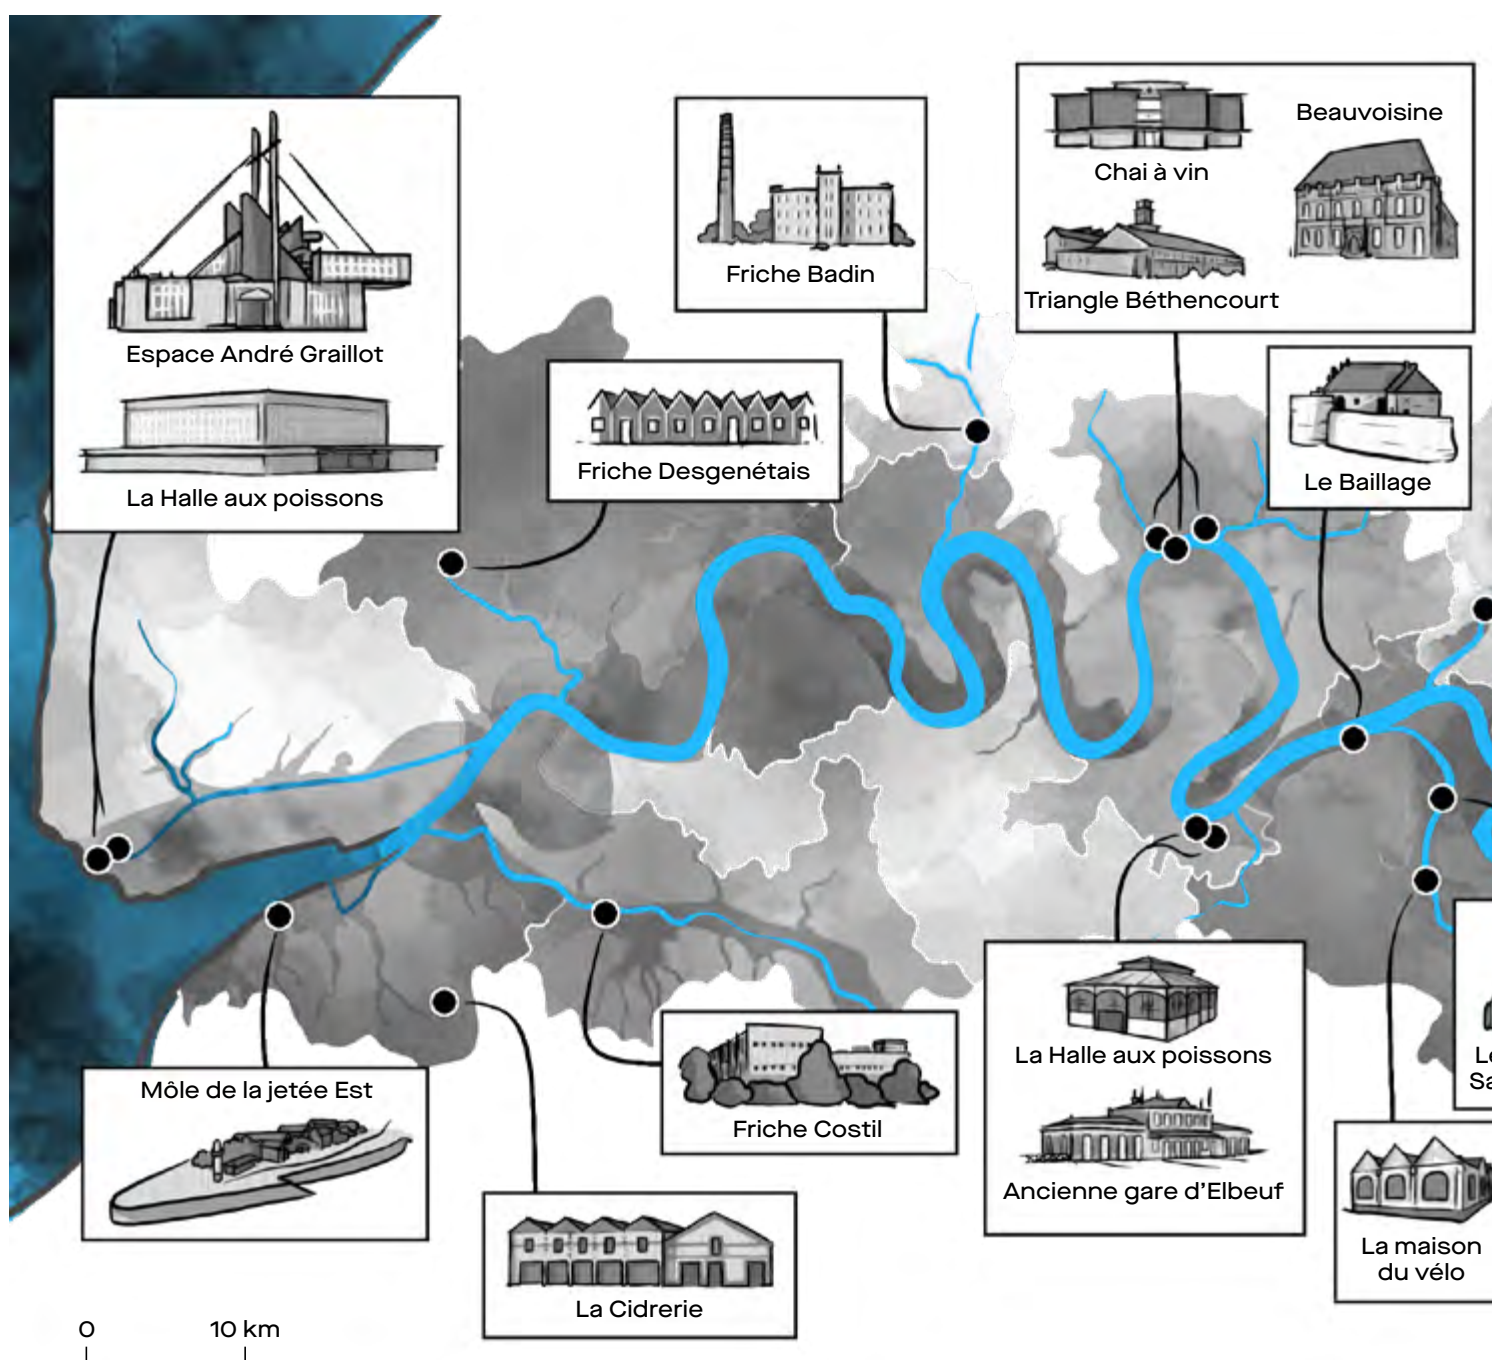 Espace André Graillot
La Halle aux poissons
Friche Badin
Chai à vin
Beauvoisine
Triangle Béthencourt
Friche Desgenétais
Le Baillage
Môle de la jetée Est
La Cidrerie
Friche Costil
La Halle aux poissons
Ancienne gare d’Elbeuf
La maison
du vélo
0 10 km